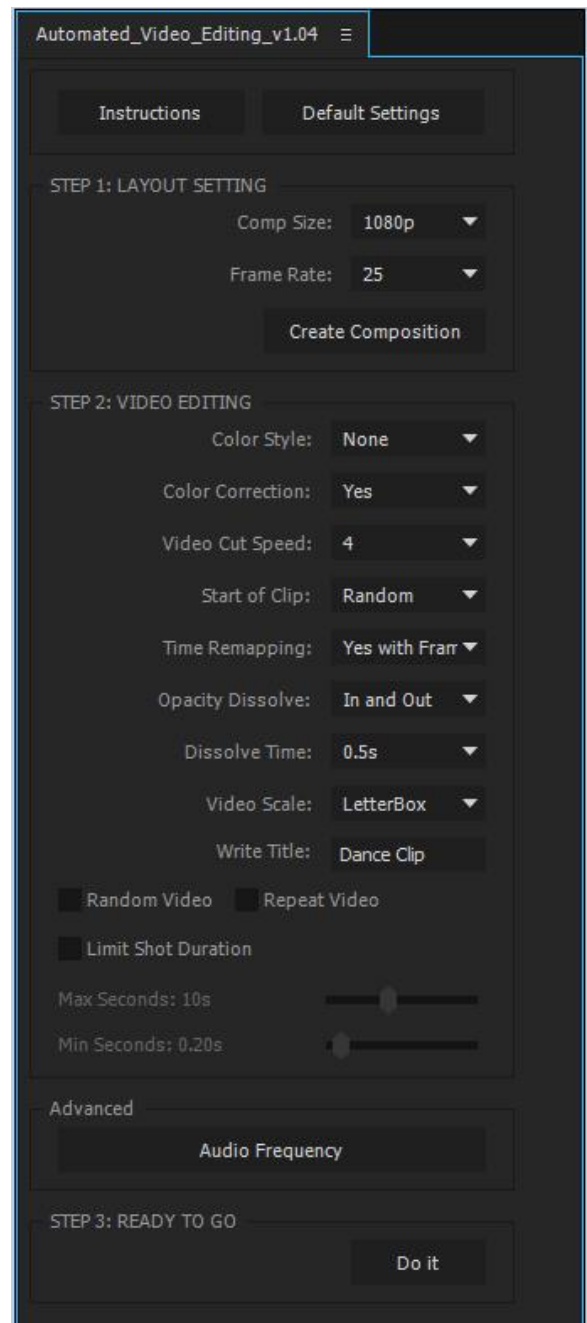 Automated_Video_Editing_v1.04
Instructions Default Settings
STEP 1: LAYOUT SETTING
Comp Size: 1080p
Frame Rate: 25
Create Composition
STEP 2: VIDEO EDITING
Color Style: None
Color Correction: Yes
Video Cut Speed: 4
Start of Clip: Random
Time Remapping: Yes with Fram
Opacity Dissolve: In and Out
Dissolve Time: 0.5s
Video Scale: LetterBox
Write Title: Dance Clip
Random Video Repeat Video
Limit Shot Duration
Max Seconds: 10s
Min Seconds: 0.20s
Advanced
Audio Frequency
STEP 3: READY TO GO
Do it